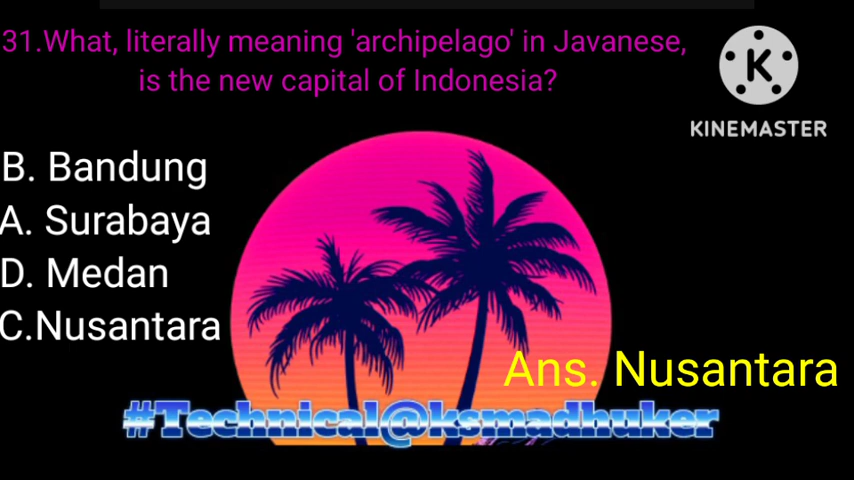 31.What, literally meaning 'archipelago' in Javanese,
is the new capital of Indonesia?
KINEMASTER
B. Bandung
A. Surabaya
D. Medan
C.Nusantara
Ans. Nusantara
#Technical@ksmadhuker